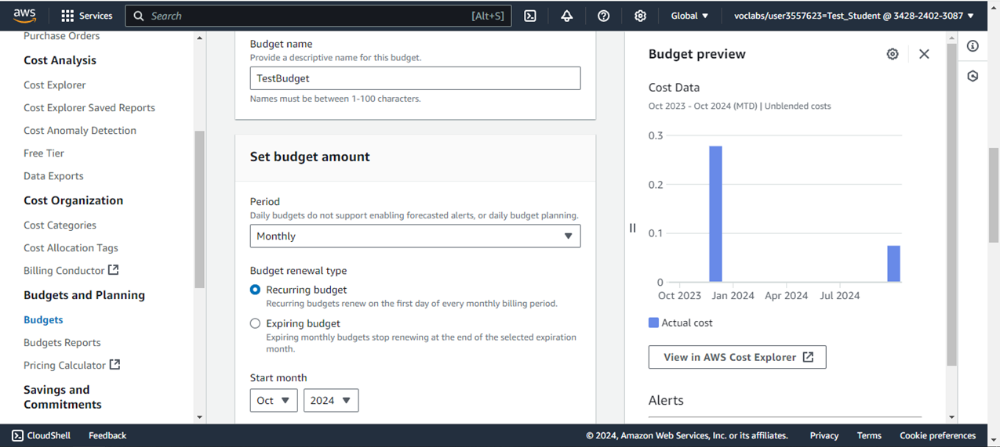 aws
Services
Search
[Alt+S]
Global
voclabs/user3557623=Test_Student @ 3428-2402-3087
Purchase Orders
Cost Analysis
Cost Explorer
Cost Explorer Saved Reports
Cost Anomaly Detection
Free Tier
Data Exports
Cost Organization
Cost Categories
Cost Allocation Tags
Billing Conductor
Budgets and Planning
Budgets
Budgets Reports
Pricing Calculator
Savings and
Commitments
Budget name
Provide a descriptive name for this budget.
TestBudget
Names must be between 1-100 characters.
Set budget amount
Period
Daily budgets do not support enabling forecasted alerts, or daily budget planning.
Monthly
Budget renewal type
Recurring budget
Recurring budgets renew on the first day of every monthly billing period.
Expiring budget
Expiring monthly budgets stop renewing at the end of the selected expiration
month.
Start month
Oct
2024
Budget preview
Cost Data
Oct 2023 - Oct 2024 (MTD) | Unblended costs
0.3
0.2
0.1
0
Oct 2023 Jan 2024 Apr 2024 Jul 2024
Actual cost
View in AWS Cost Explorer
Alerts
CloudShell
Feedback
© 2024, Amazon Web Services, Inc. or its affiliates.
Privacy
Terms
Cookie preferences